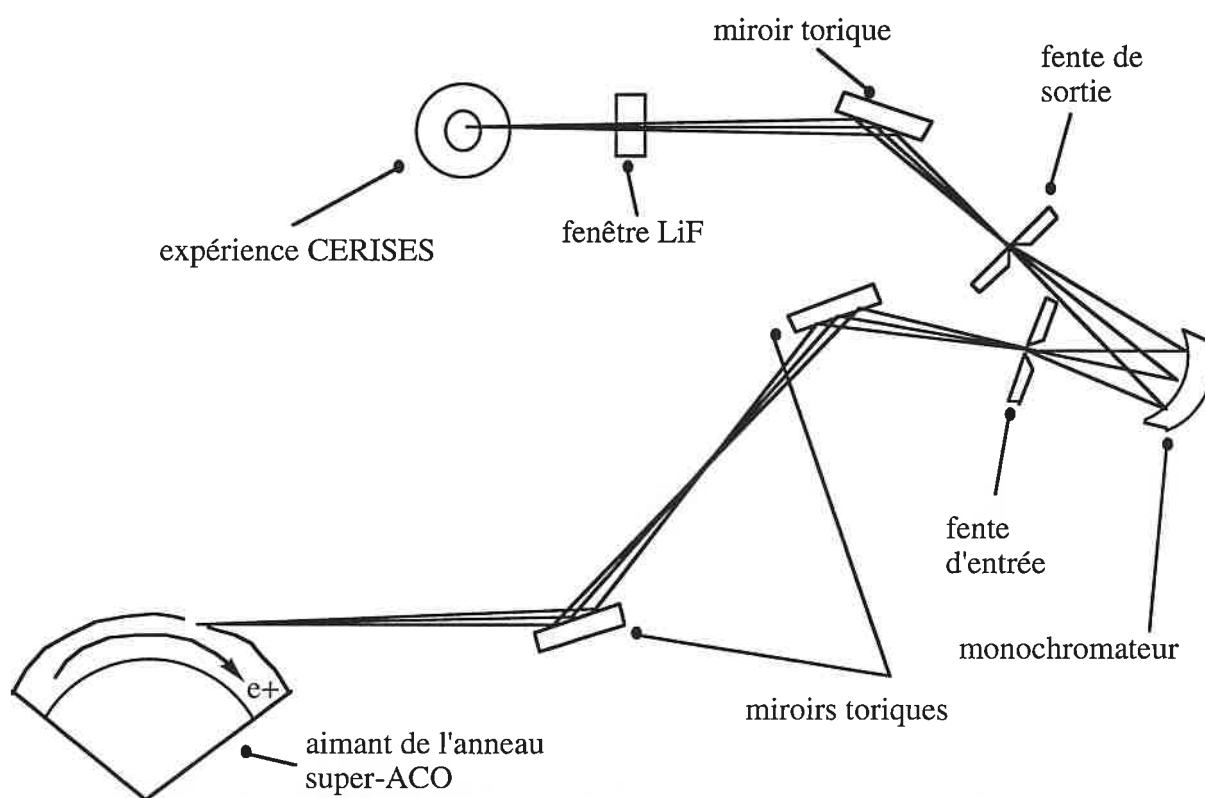 miroir torique
fente de
sortie
expérience CERISES
fenêtre LiF
fente
d'entrée
monochromateur
miroirs toriques
e+
aimant de l'anneau
super-ACO